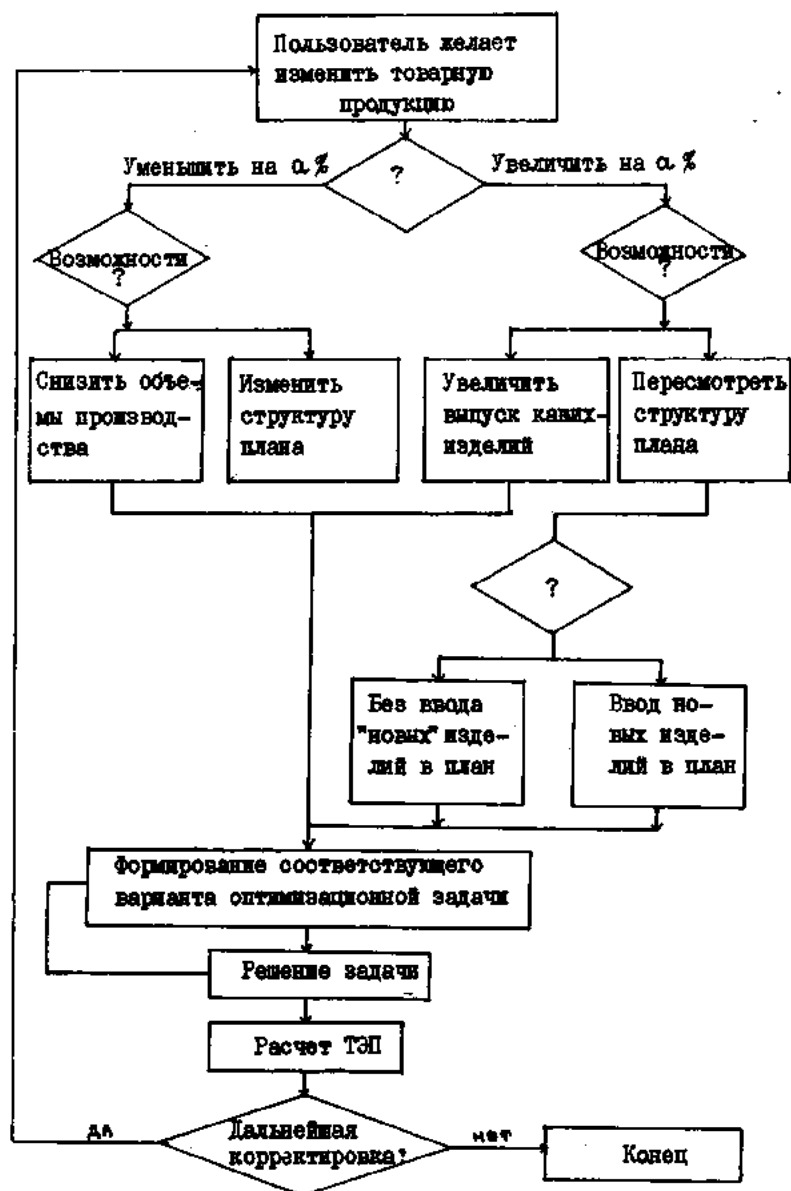 Пользователь желает
изменить товарную
продукцию
Уменьшить на α %
?
Увеличить на α %
Возможности
?
Возможности
?
Снизить объе-
мы производ-
ства
Изменить
структуру
плана
Увеличить
выпуск каких-
изделий
Пересмотреть
структуру
плана
?
Без ввода
"новых" изде-
лий в план
Ввод но-
вых изде-
лий в план
Формирование соответствующего
варианта оптимизационной задачи
Решение задачи
Расчет ТЭП
да
Дальнейшая
корректировка?
нет
Конец